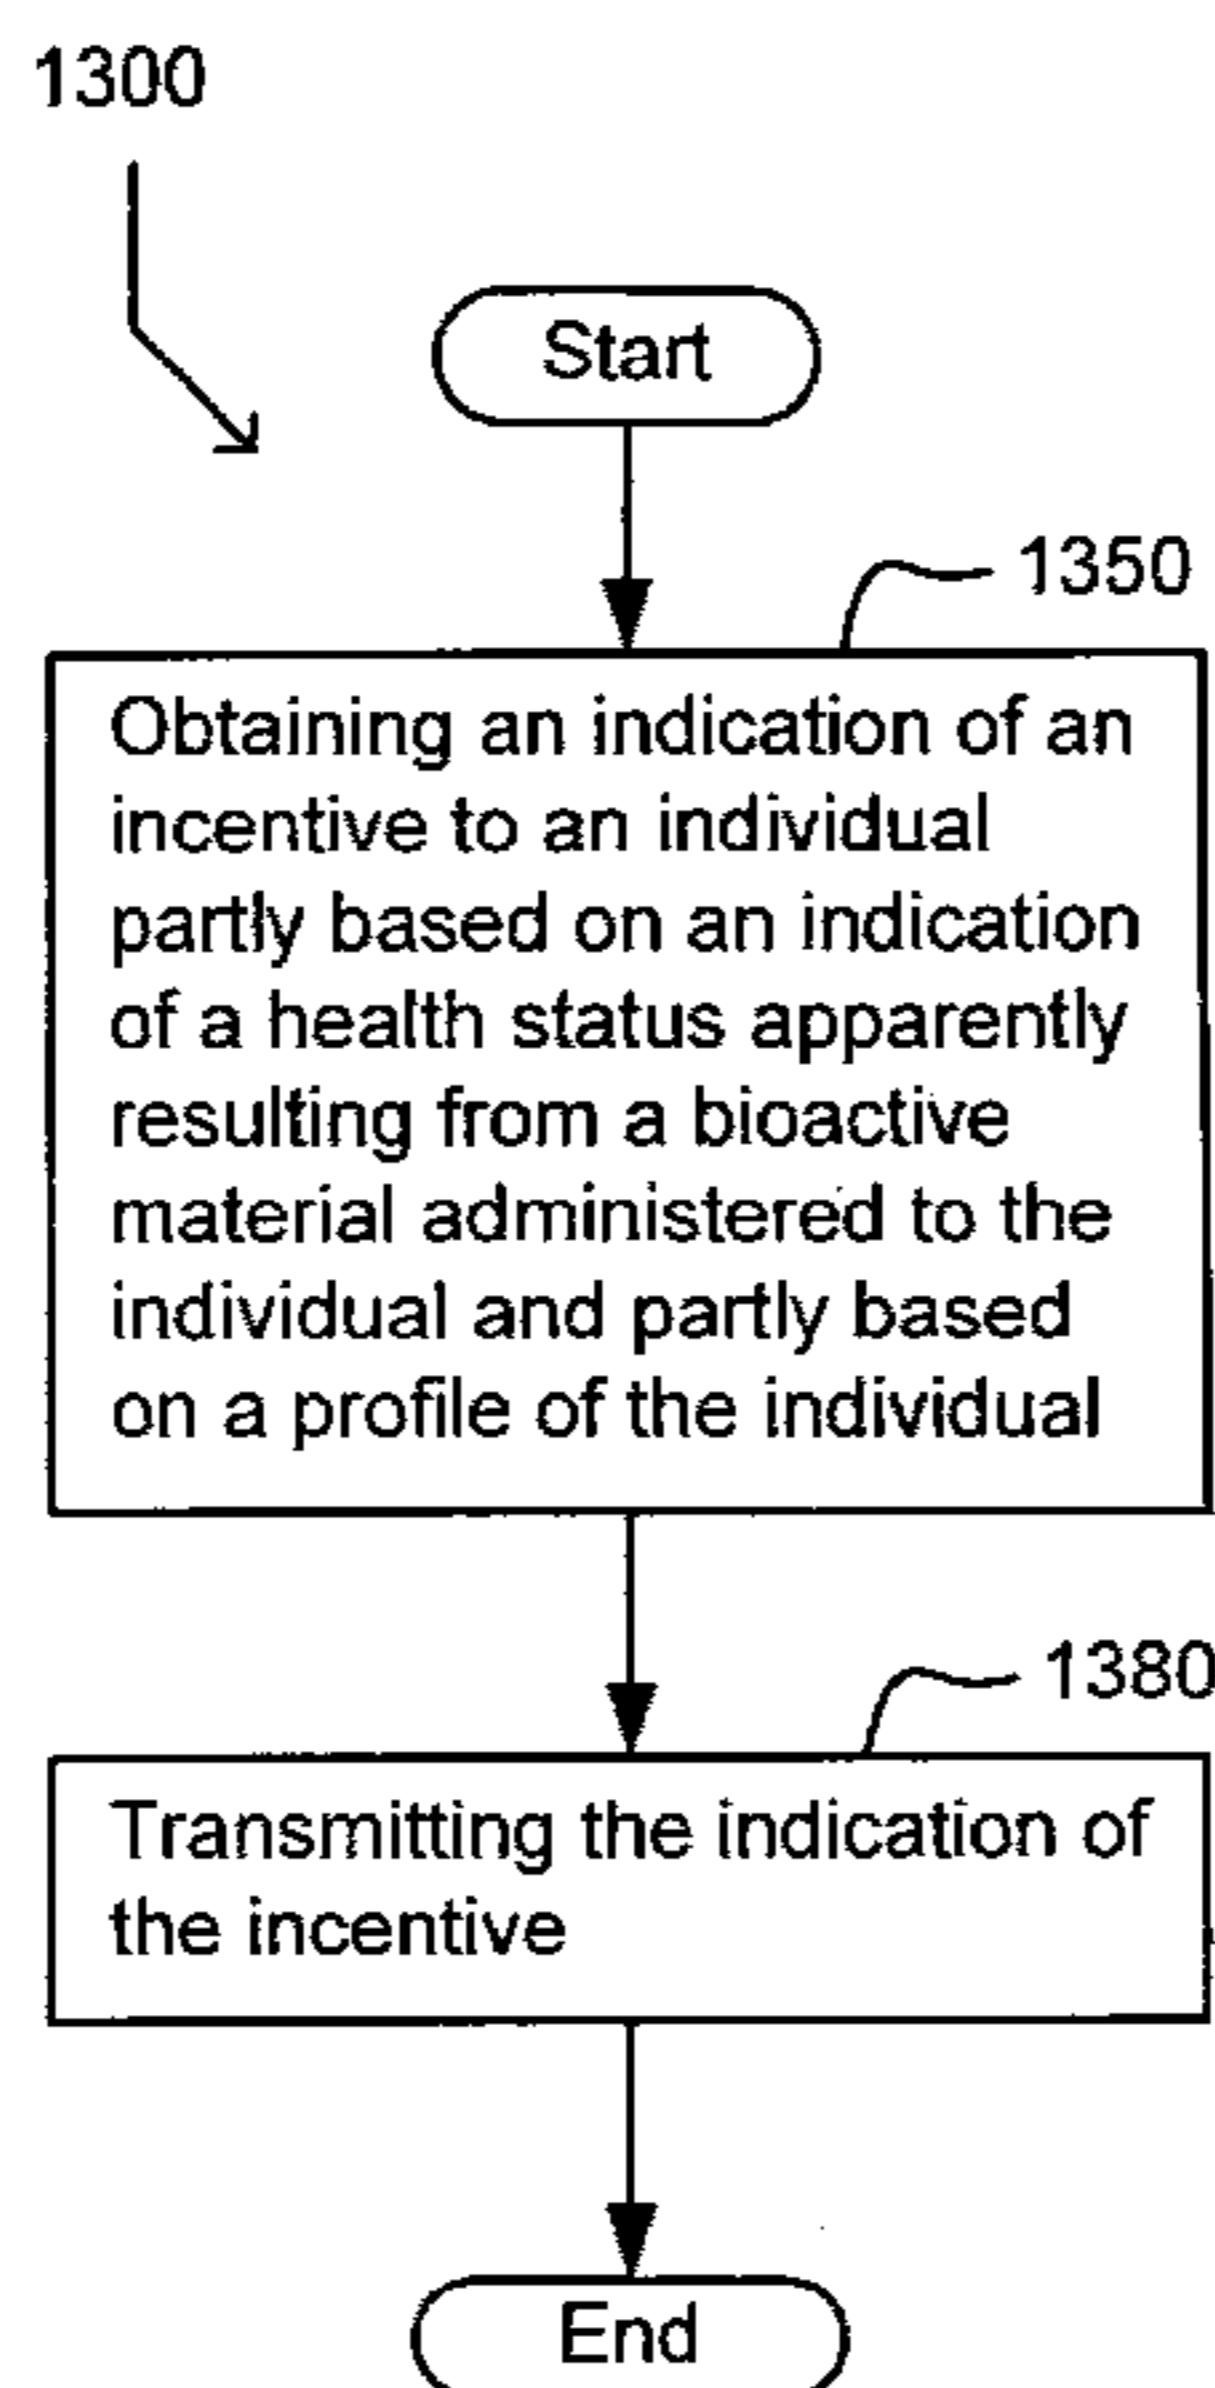 1300
Start
1350
Obtaining an indication of an
incentive to an individual
partly based on an indication
of a health status apparently
resulting from a bioactive
material administered to the
individual and partly based
on a profile of the individual
1380
Transmitting the indication of
the incentive
End